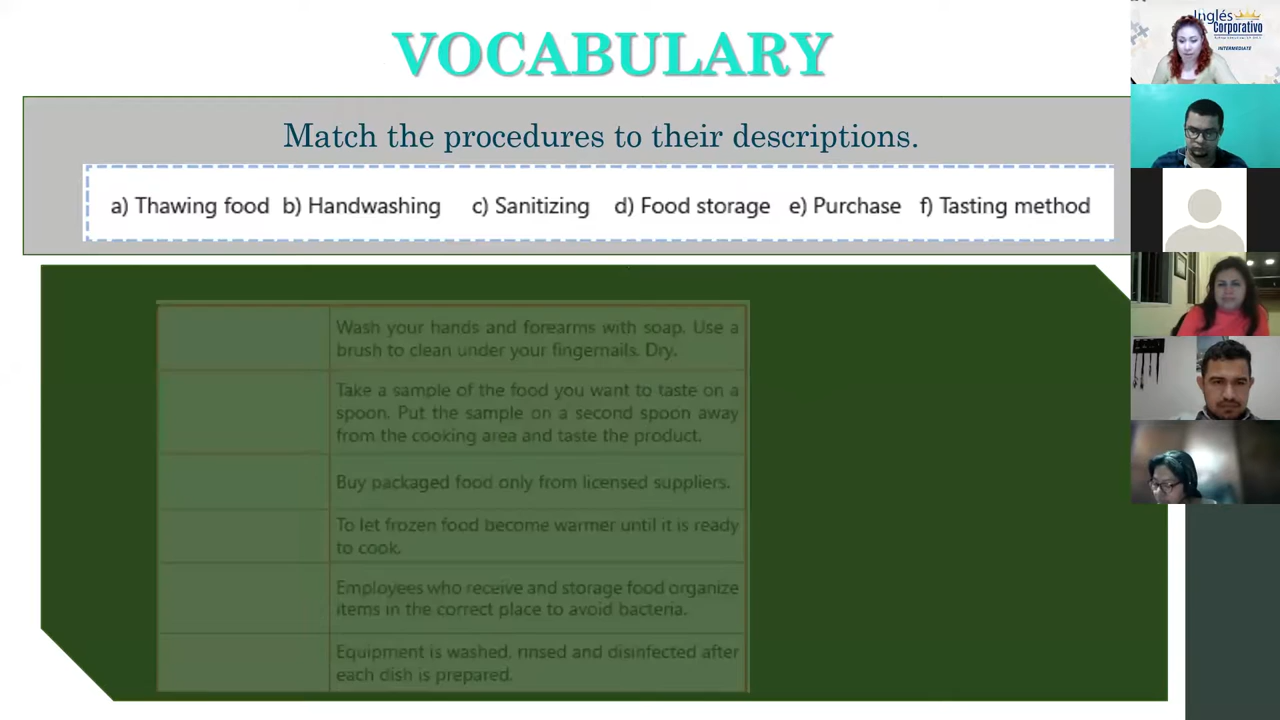 VOCABULARY
Match the procedures to their descriptions.
a) Thawing food b) Handwashing c) Sanitizing d) Food storage e) Purchase f) Tasting method
Wash your hands and forearms with soap. Use a
brush to clean under your fingernails. Dry.
Take a sample of the food you want to taste on a
spoon. Put the sample on a second spoon away
from the cooking area and taste the product.
Buy packaged food only from licensed suppliers.
To let frozen food become warmer until it is ready
to cook.
Employees who receive and storage food organize
items in the correct place to avoid bacteria.
Equipment is washed, rinsed and disinfected after
each dish is prepared.
Inglés
Corporativo
INTERMEDIATE